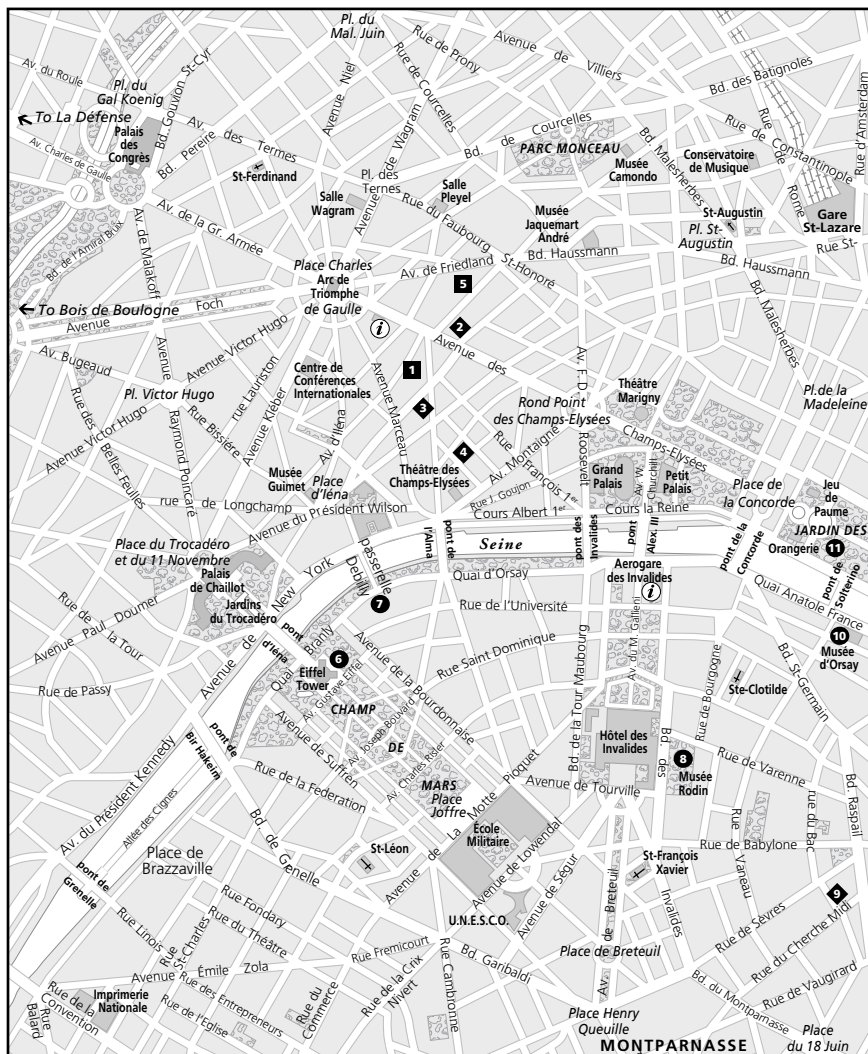 Pl. du
Mal. Juin
Rue de Prony
Avenue de Villiers
Bd. des Batignolles
Av. du Roule
Pl. du
Gal Koenig
Bd. Gouvion St-Cyr
Avenue Niel
Rue de Courcelles
Rue d'Amsterdam
To La Défense
Palais
des
Congrès
Av. des Ternes
Avenue de Wagram
Bd. de Courcelles
PARC MONCEAU
Rue de Constantinople
Av. Charles de Gaulle
Bd. Pereire
St-Ferdinand
Pl. des
Ternes
Musée
Camondo
Bd. Malesherbes
Conservatoire
de Musique
Rue de Rome
Salle
Wagram
Salle
Pleyel
Av. de la Gr. Armée
Rue du Faubourg St-Honoré
Musée
Jaquemart
André
St-Augustin
Pl. St-
Augustin
Gare
St-Lazare
Rue St-
Bd. de l'Amiral Bruix
Av. de Malakoff
Place Charles
Arc de
Triomphe
de Gaulle
Av. de Friedland
Bd. Haussmann
Bd. Haussmann
5
To Bois de Boulogne
Avenue Foch
Bd. Malesherbes
i
2
Avenue des
Av. Bugeaud
Avenue Victor Hugo
rue Lauriston
Centre de
Conférences
Internationales
1
Av. F. D.
Roosevelt
Théâtre
Marigny
Pl. Victor Hugo
Avenue Kléber
Avenue Marceau
3
Rond Point
des Champs-Elysées
Pl.de la
Madeleine
Avenue Victor Hugo
Rue des
Belles Feuilles
Avenue
Raymond Poincaré
Rue Bissière
Av. d'Iéna
4
Théâtre des
Champs-Elysées
Av. Montaigne
Rue François 1er
Champs-Elysées
Musée
Guimet
Place
d'Iéna
Grand
Palais
Av. W.
Churchill
Petit
Palais
Place de
la Concorde
Jeu
de
Paume
rue de Longchamp
Avenue du Président Wilson
Rue J. Goujon
Cours Albert 1er
Cours la Reine
JARDIN DES
Place du Trocadéro
et du 11 Novembre
passerelle
Debilly
pont de
l'Alma
Seine
pont des
Invalides
pont
Alex. III
pont de la
Concorde
Orangerie
11
pont de
Solterino
Palais
de Chaillot
Jardins
du Trocadéro
Avenue de New York
Quai d'Orsay
Aerogare
des Invalides
i
Quai Anatole France
Avenue Paul Doumer
Rue de
la Tour
7
Rue de l'Université
10
Musée
d'Orsay
pont
d'Iéna
Quai Branly
6
Eiffel
Tower
Avenue de la Bourdonnaise
Rue Saint Dominique
Av. du M. Gallieni
Rue de Bourgogne
Ste-Clotilde
Bd. St-Germain
Rue de Passy
Av. Gustave Eiffel
CHAMP
DE
MARS
Av. Joseph Bouvard
Av. Charles Risler
Avenue de Suffren
Bd. de la Tour Maubourg
Hôtel des
Invalides
Bd. des
Invalides
8
Musée
Rodin
Rue de Varenne
pont de
Bir Hakeim
Place
Joffre
Avenue de Tourville
Av. du Président Kennedy
Allée des Cignes
Rue de la Federation
Avenue de La Motte Pioquet
École
Militaire
rue du Bac
Bd. Raspail
Rue de Babylone
Place de
Brazzaville
Bd. de Genelle
St-Léon
Avenue de Lowendal
Avenue de Ségur
St-François
Xavier
Rue Vaneau
pont de
Grenelle
Rue Linois
Rue
St-Charles
Rue Fondary
Rue du Théâtre
U.N.E.S.C.O.
Av. de Breteuil
9
Rue de Sèvres
Rue du Cherche Midi
Avenue Émile Zola
Rue Fremicourt
Bd. Garibaldi
Place de Breteuil
Rue de Vaugirard
Imprimerie
Nationale
Rue des Entrepreneurs
Rue de l'Eglise
Rue du
Commerce
Rue de la Crix
Nivert
Rue Cambronne
Bd. du Montparnasse
Rue de la
Convention
Rue
Balard
Place Henry
Queuille
MONTPARNASSE
Place
du 18 Juin